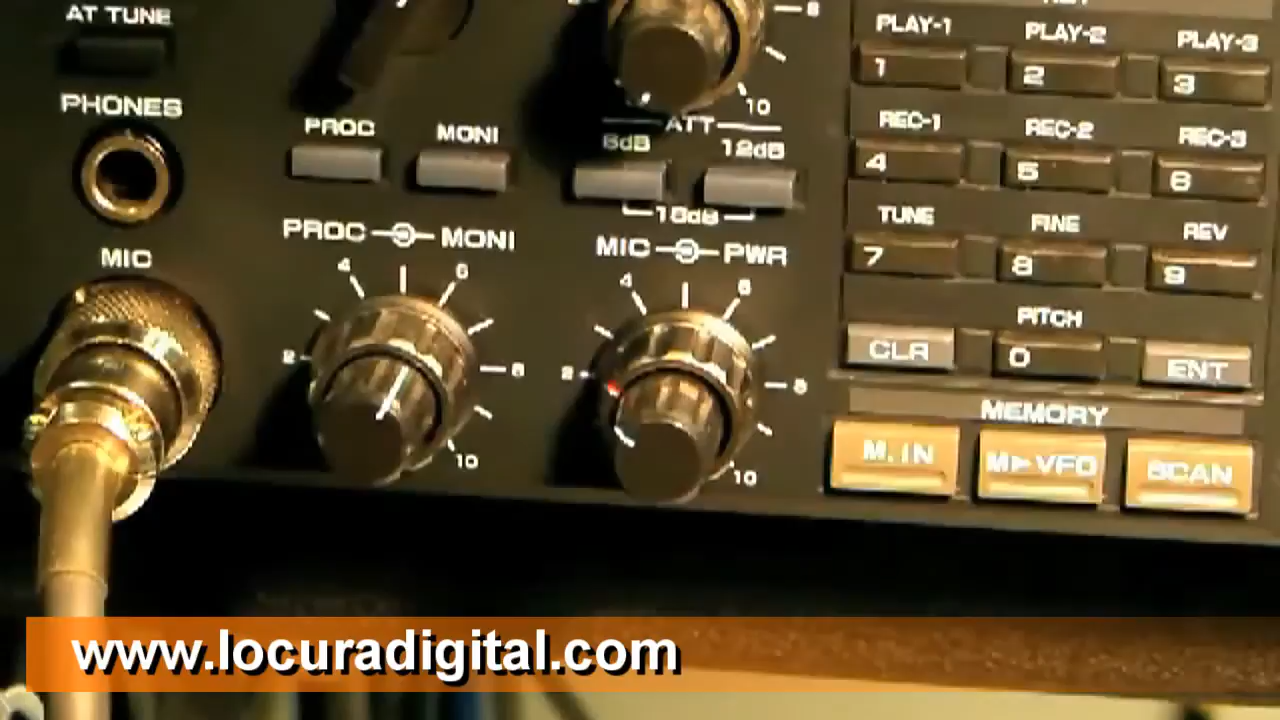 AT TUNE
PHONES
MIC
PROC
MONI
PROC MONI
4
6
2
8
10
8
10
ATT
6dB
12dB
18dB
MIC PWR
4
6
2
8
10
PLAY-1 PLAY-2 PLAY-3
1 2 3
REC-1 REC-2 REC-3
4 5 6
TUNE FINE REV
7 8 9
PITCH
CLR 0 ENT
MEMORY
M.IN M►VFO SCAN
www.locuradigital.com